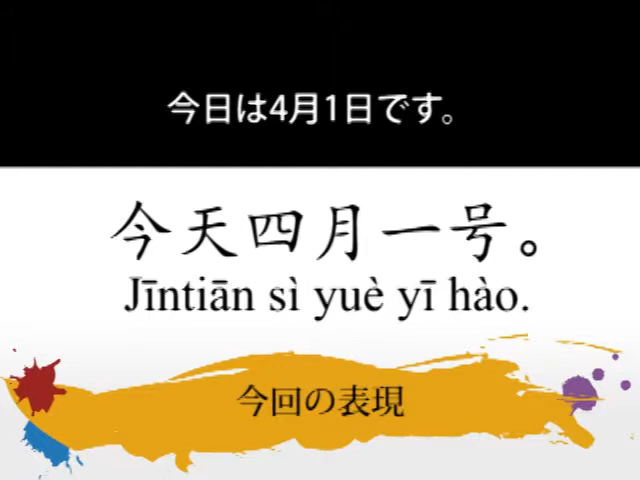 今日は4月1日です。
今天四月一号。
Jīntiān sì yuè yī hào.
今回の表現